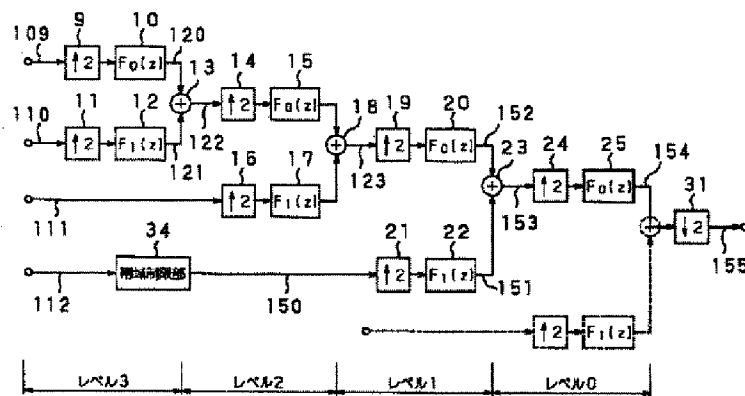 9 10
109 120
↑2 F₀(z) 13 14 15
11 12
110 ↑2 F₁(z) ↑2 F₀(z) 18 19 20 152
121 122 16 17 ↑2 F₀(z) 23 24 25 154
↑2 F₁(z) 123 ↑2 F₀(z) 31
111 153 ↓2
34 21 22 155
112 帯域制限部 150 ↑2 F₁(z) 151
↑2 F₁(z)
レベル3 レベル2 レベル1 レベル0